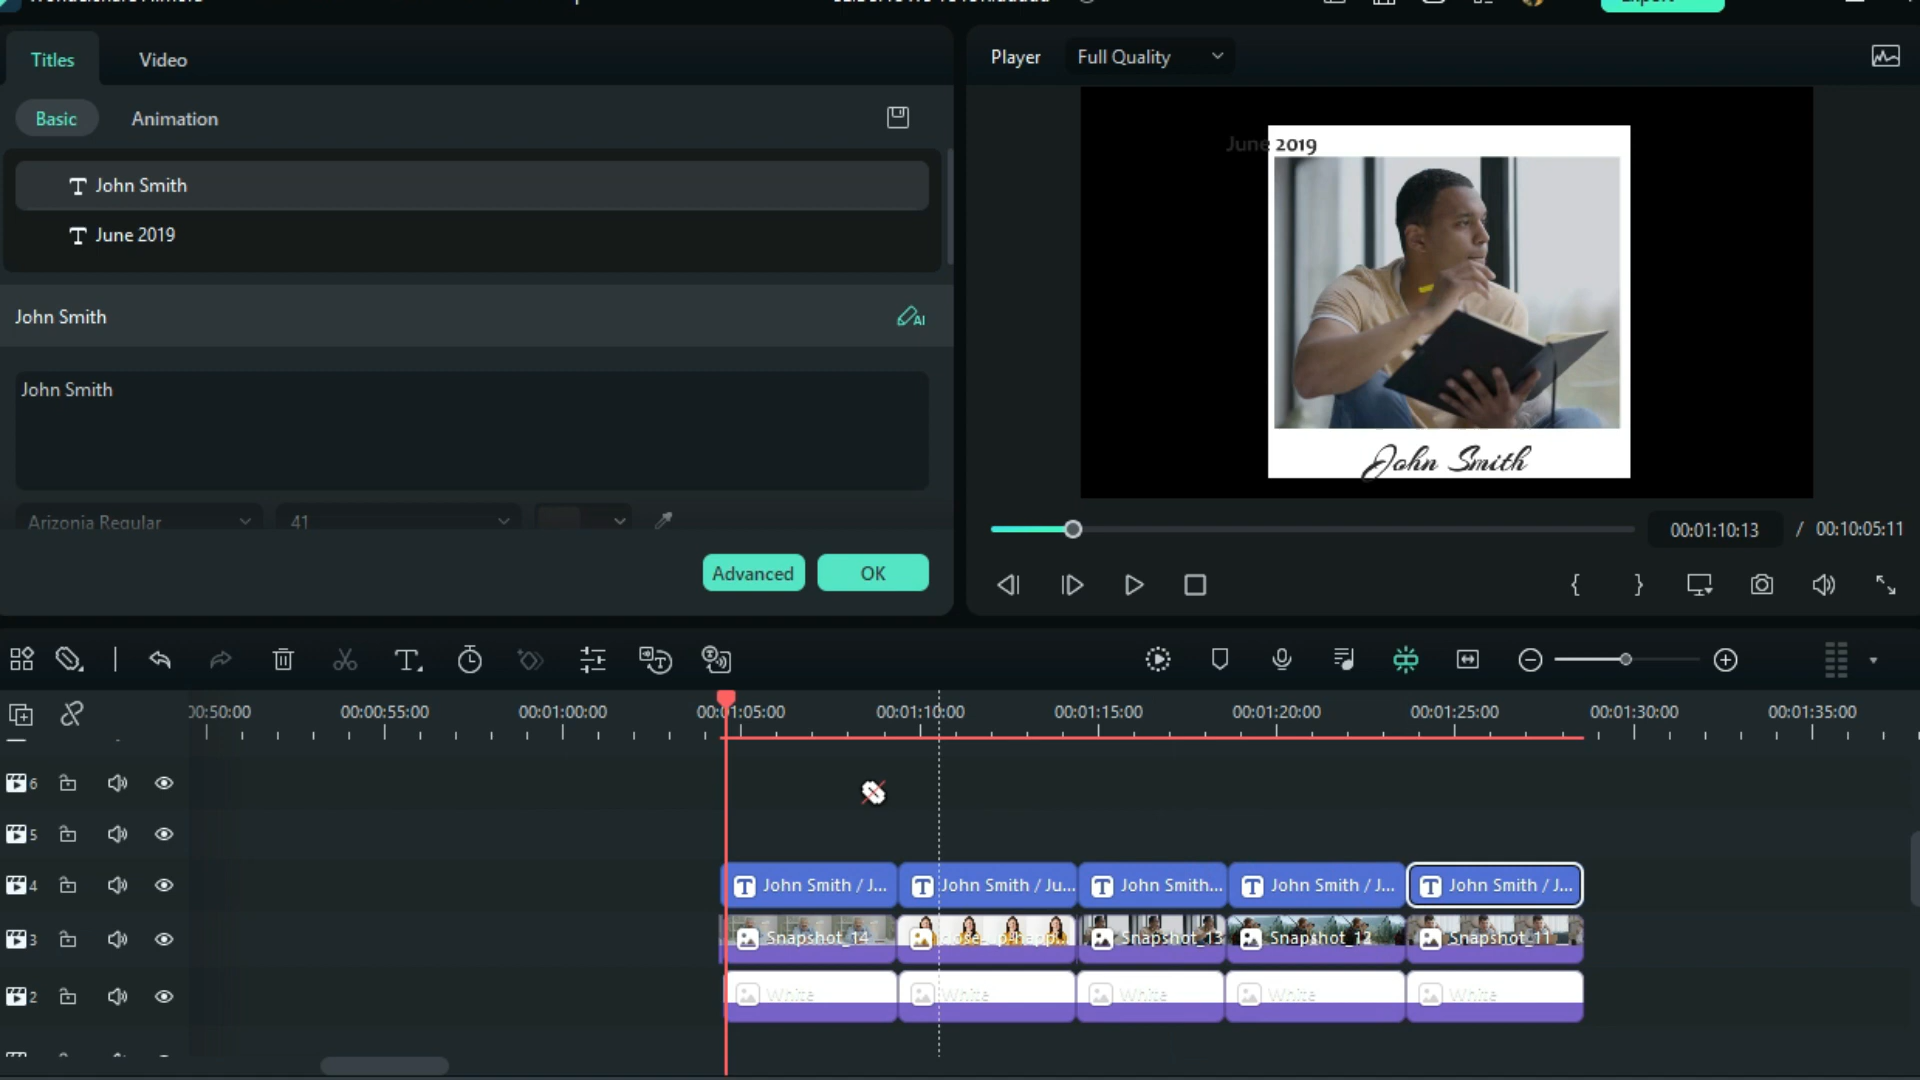 Titles
Video
Player
Full Quality
Basic
Animation
John Smith
June 2019
John Smith
AI
John Smith
Arizonia Regular
41
Advanced
OK
June 2019
John Smith
00:01:10:13 / 00:10:05:11
00:50:00
00:00:55:00
00:01:00:00
00:01:05:00
00:01:10:00
00:01:15:00
00:01:20:00
00:01:25:00
00:01:30:00
00:01:35:00
6
5
4
John Smith / J...
John Smith / Ju...
John Smith...
John Smith / J...
John Smith / J...
3
Snapshot_14
Snapshot_13
Snapshot_12
Snapshot_11
2
White
White
White
White
White